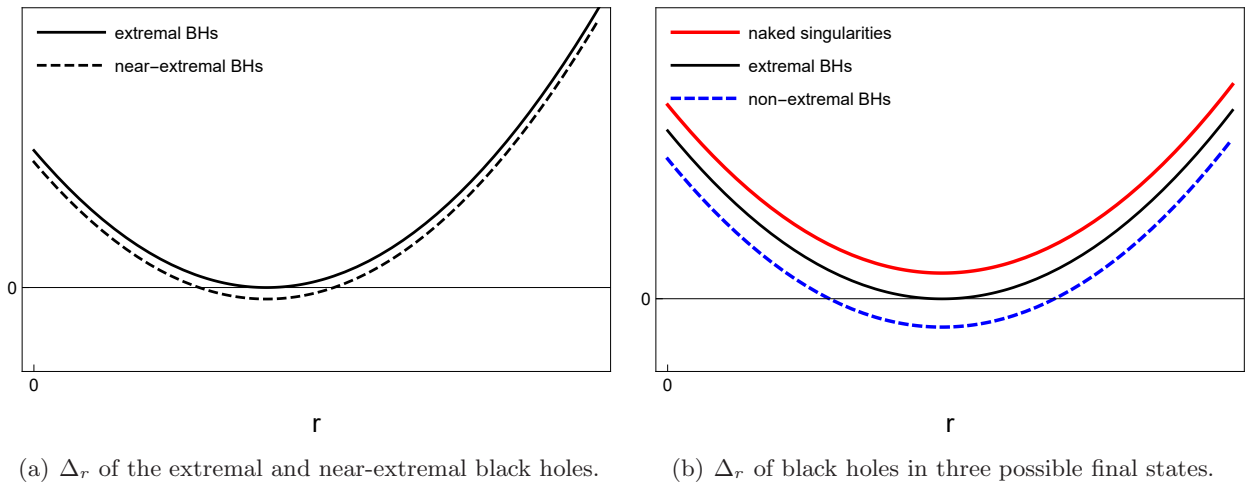 extremal BHs
near−extremal BHs
0
0
r
(a) Δr of the extremal and near-extremal black holes.
naked singularities
extremal BHs
non−extremal BHs
0
0
r
(b) Δr of black holes in three possible final states.